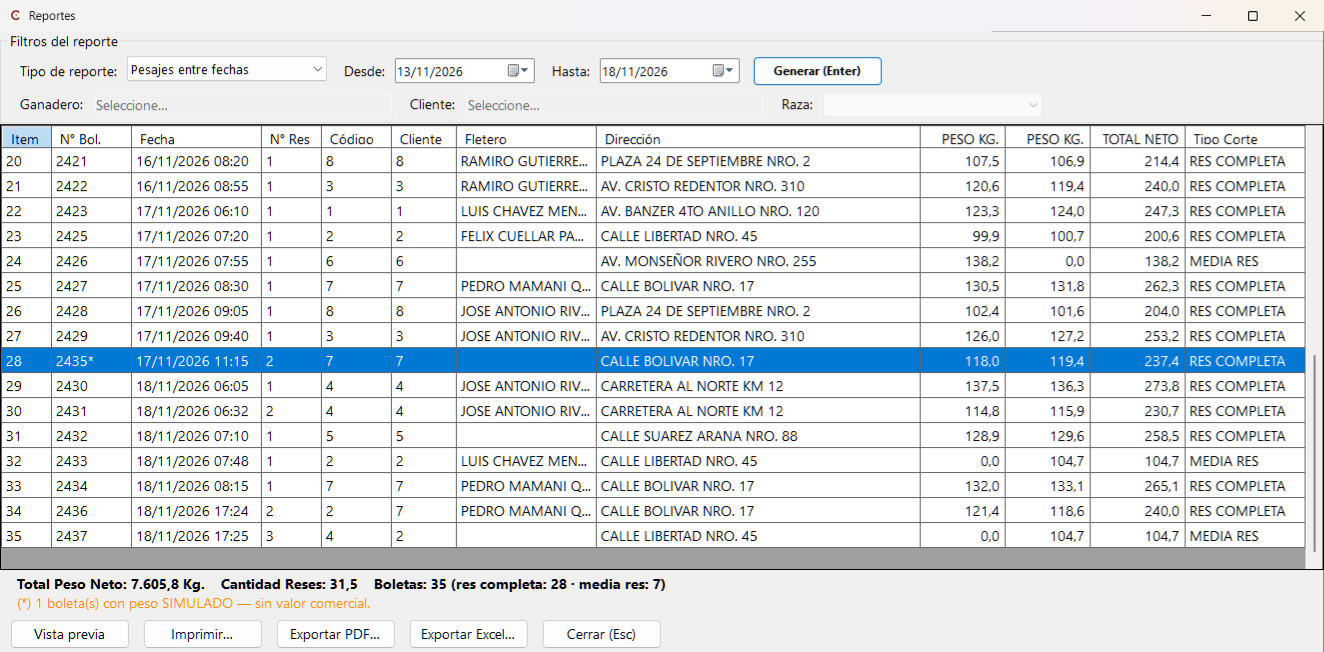 Reportes
Filtros del reporte
Tipo de reporte: Pesajes entre fechas Desde: 13/11/2026 Hasta: 18/11/2026 Generar (Enter)
Ganadero: Seleccione... Cliente: Seleccione... Raza:
Item N° Bol. Fecha N° Res Código Cliente Fletero Dirección PESO KG. PESO KG. TOTAL NETO Tipo Corte
20 2421 16/11/2026 08:20 1 8 8 RAMIRO GUTIERRE... PLAZA 24 DE SEPTIEMBRE NRO. 2 107,5 106,9 214,4 RES COMPLETA
21 2422 16/11/2026 08:55 1 3 3 RAMIRO GUTIERRE... AV. CRISTO REDENTOR NRO. 310 120,6 119,4 240,0 RES COMPLETA
22 2423 17/11/2026 06:10 1 1 1 LUIS CHAVEZ MEN... AV. BANZER 4TO ANILLO NRO. 120 123,3 124,0 247,3 RES COMPLETA
23 2425 17/11/2026 07:20 1 2 2 FELIX CUELLAR PA... CALLE LIBERTAD NRO. 45 99,9 100,7 200,6 RES COMPLETA
24 2426 17/11/2026 07:55 1 6 6 AV. MONSEÑOR RIVERO NRO. 255 138,2 0,0 138,2 MEDIA RES
25 2427 17/11/2026 08:30 1 7 7 PEDRO MAMANI Q... CALLE BOLIVAR NRO. 17 130,5 131,8 262,3 RES COMPLETA
26 2428 17/11/2026 09:05 1 8 8 JOSE ANTONIO RIV... PLAZA 24 DE SEPTIEMBRE NRO. 2 102,4 101,6 204,0 RES COMPLETA
27 2429 17/11/2026 09:40 1 3 3 JOSE ANTONIO RIV... AV. CRISTO REDENTOR NRO. 310 126,0 127,2 253,2 RES COMPLETA
28 2435* 17/11/2026 11:15 2 7 7 CALLE BOLIVAR NRO. 17 118,0 119,4 237,4 RES COMPLETA
29 2430 18/11/2026 06:05 1 4 4 JOSE ANTONIO RIV... CARRETERA AL NORTE KM 12 137,5 136,3 273,8 RES COMPLETA
30 2431 18/11/2026 06:32 2 4 4 JOSE ANTONIO RIV... CARRETERA AL NORTE KM 12 114,8 115,9 230,7 RES COMPLETA
31 2432 18/11/2026 07:10 1 5 5 CALLE SUAREZ ARANA NRO. 88 128,9 129,6 258,5 RES COMPLETA
32 2433 18/11/2026 07:48 1 2 2 LUIS CHAVEZ MEN... CALLE LIBERTAD NRO. 45 0,0 104,7 104,7 MEDIA RES
33 2434 18/11/2026 08:15 1 7 7 PEDRO MAMANI Q... CALLE BOLIVAR NRO. 17 132,0 133,1 265,1 RES COMPLETA
34 2436 18/11/2026 17:24 2 2 7 PEDRO MAMANI Q... CALLE BOLIVAR NRO. 17 121,4 118,6 240,0 RES COMPLETA
35 2437 18/11/2026 17:25 3 4 2 CALLE LIBERTAD NRO. 45 0,0 104,7 104,7 MEDIA RES
Total Peso Neto: 7.605,8 Kg. Cantidad Reses: 31,5 Boletas: 35 (res completa: 28 · media res: 7)
(*) 1 boleta(s) con peso SIMULADO — sin valor comercial.
Vista previa Imprimir... Exportar PDF... Exportar Excel... Cerrar (Esc)